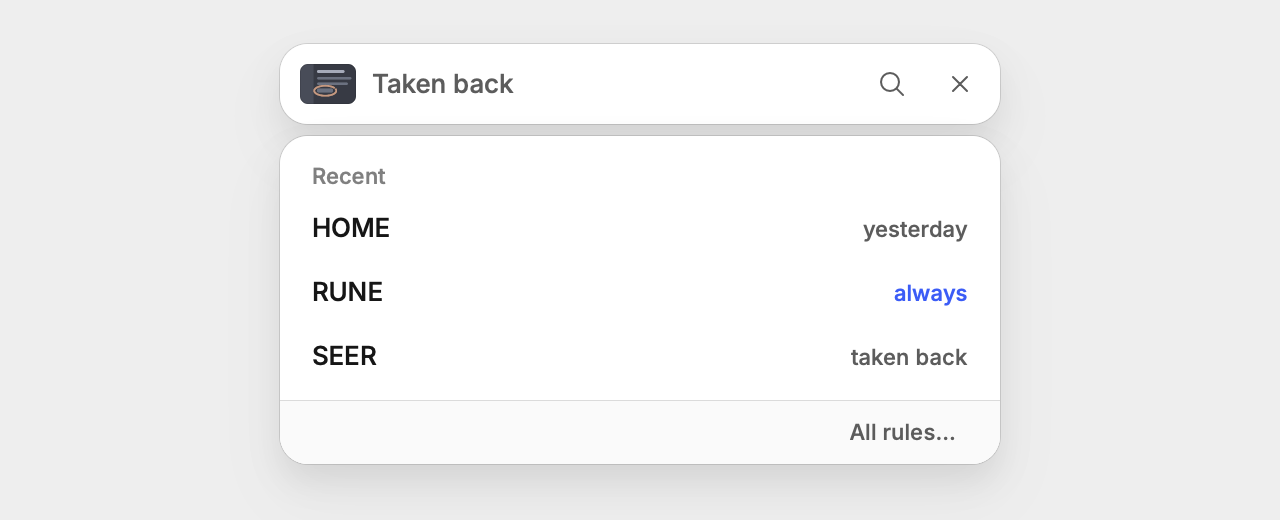 Taken back
Recent
HOME yesterday
RUNE always
SEER taken back
All rules...